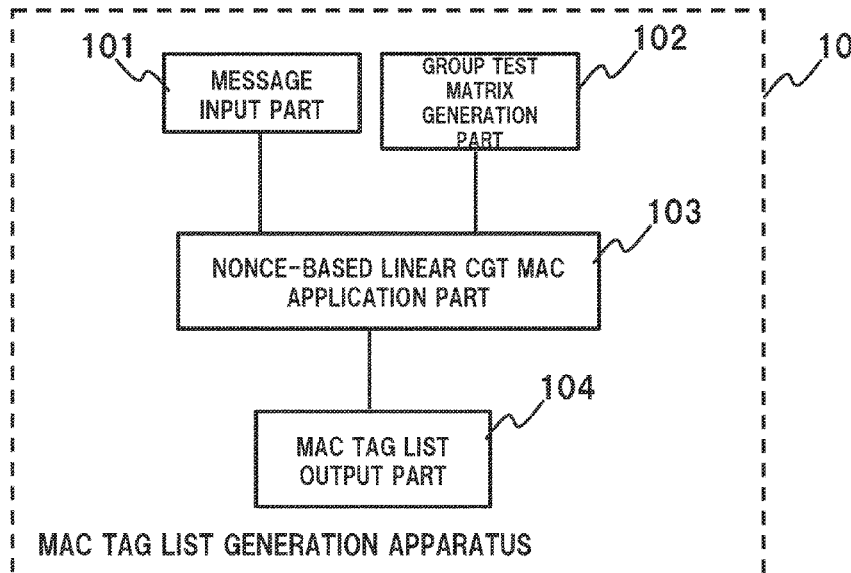 101
MESSAGE
INPUT PART
102
GROUP TEST
MATRIX
GENERATION
PART
10
103
NONCE-BASED LINEAR CGT MAC
APPLICATION PART
104
MAC TAG LIST
OUTPUT PART
MAC TAG LIST GENERATION APPARATUS